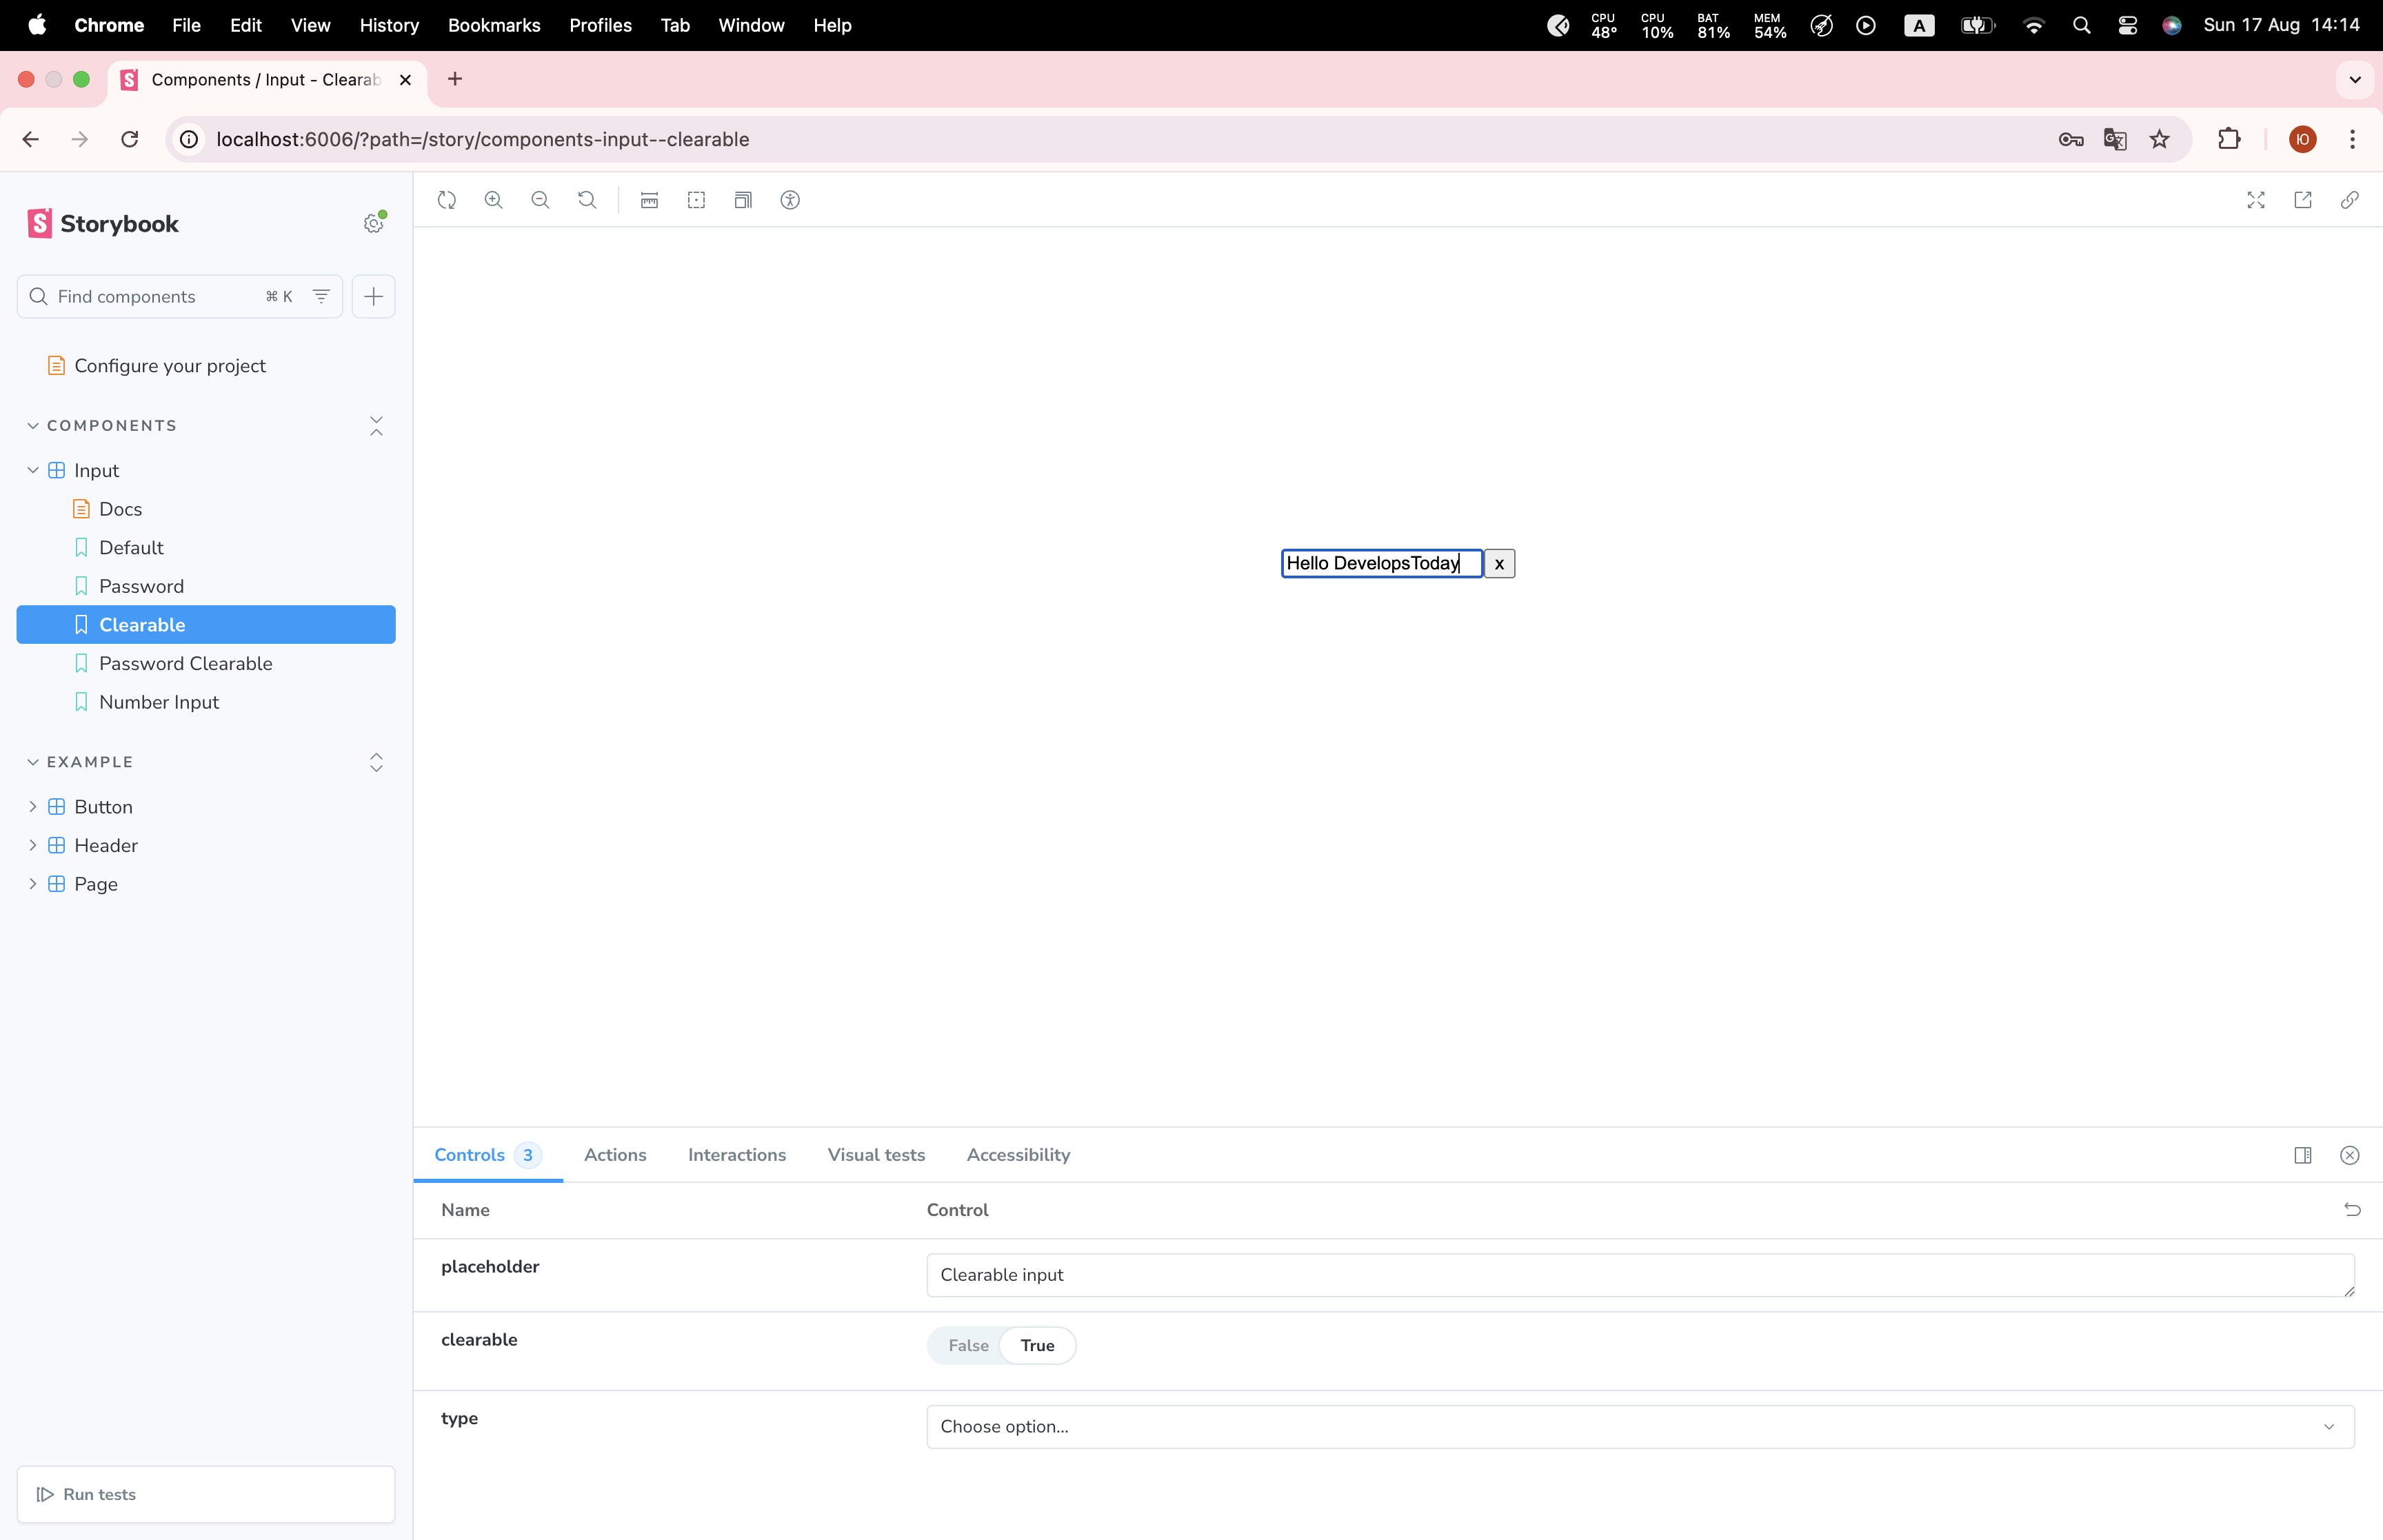 Chrome File Edit View History Bookmarks Profiles Tab Window Help CPU 48° CPU 10% BAT 81% MEM 54% A Sun 17 Aug 14:14
Components / Input - Clearab
localhost:6006/?path=/story/components-input--clearable
Ю
Storybook
Find components ⌘ K
Configure your project
COMPONENTS
Input
Docs
Default
Password
Clearable
Password Clearable
Number Input
EXAMPLE
Button
Header
Page
Run tests
Hello DevelopsToday x
Controls 3 Actions Interactions Visual tests Accessibility
Name Control
placeholder Clearable input
clearable False True
type Choose option...